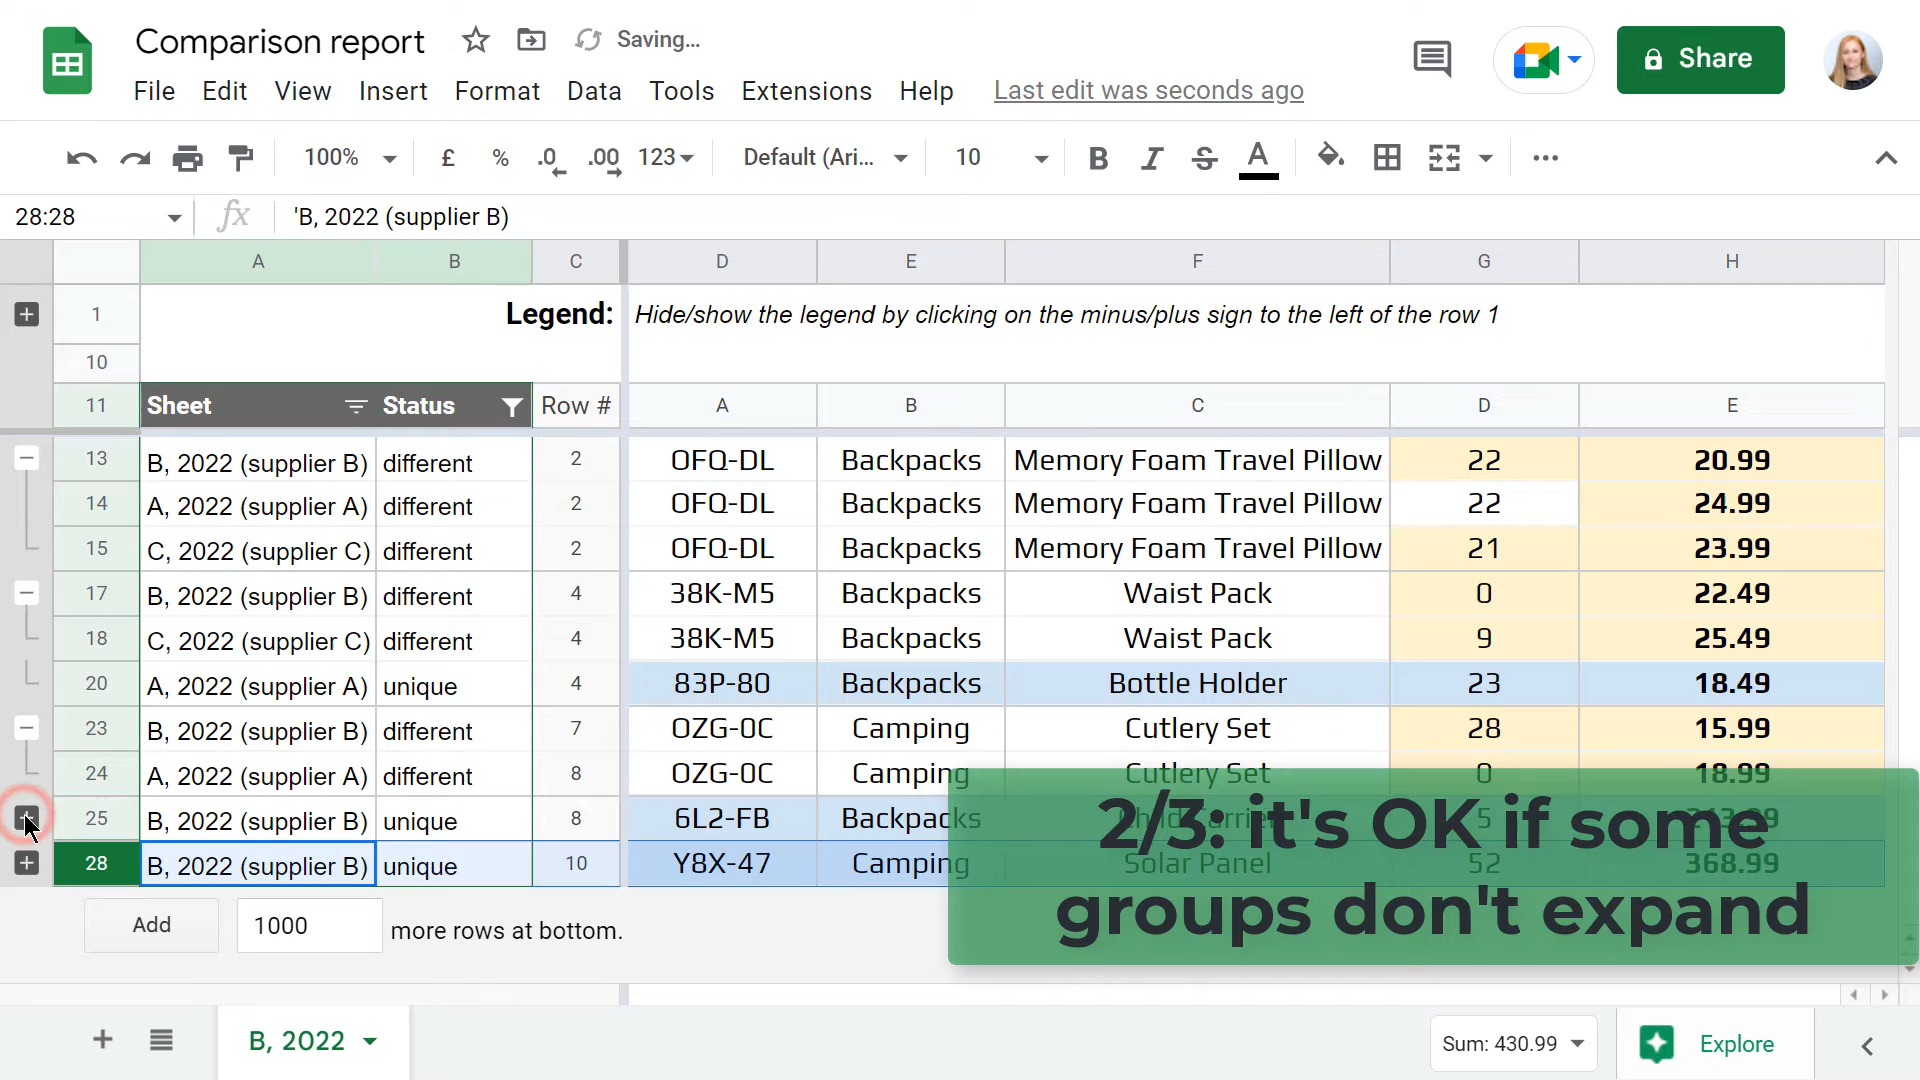 Comparison report Saving...
File Edit View Insert Format Data Tools Extensions Help Last edit was seconds ago
Share
100% £ % .0 .00 123 Default (Ari... 10 B I S A
28:28 fx 'B, 2022 (supplier B)
A B C D E F G H
1 Legend: Hide/show the legend by clicking on the minus/plus sign to the left of the row 1
10
11 Sheet Status Row # A B C D E
13 B, 2022 (supplier B) different 2 OFQ-DL Backpacks Memory Foam Travel Pillow 22 20.99
14 A, 2022 (supplier A) different 2 OFQ-DL Backpacks Memory Foam Travel Pillow 22 24.99
15 C, 2022 (supplier C) different 2 OFQ-DL Backpacks Memory Foam Travel Pillow 21 23.99
17 B, 2022 (supplier B) different 4 38K-M5 Backpacks Waist Pack 0 22.49
18 C, 2022 (supplier C) different 4 38K-M5 Backpacks Waist Pack 9 25.49
20 A, 2022 (supplier A) unique 4 83P-80 Backpacks Bottle Holder 23 18.49
23 B, 2022 (supplier B) different 7 OZG-0C Camping Cutlery Set 28 15.99
24 A, 2022 (supplier A) different 8 OZG-0C Camping Cutlery Set 0 18.99
25 B, 2022 (supplier B) unique 8 6L2-FB Backpacks Child Carrier 5
28 B, 2022 (supplier B) unique 10 Y8X-47 Camping Solar Panel 52 368.99
2/3: it's OK if some
groups don't expand
Add 1000 more rows at bottom.
B, 2022 Sum: 430.99 Explore